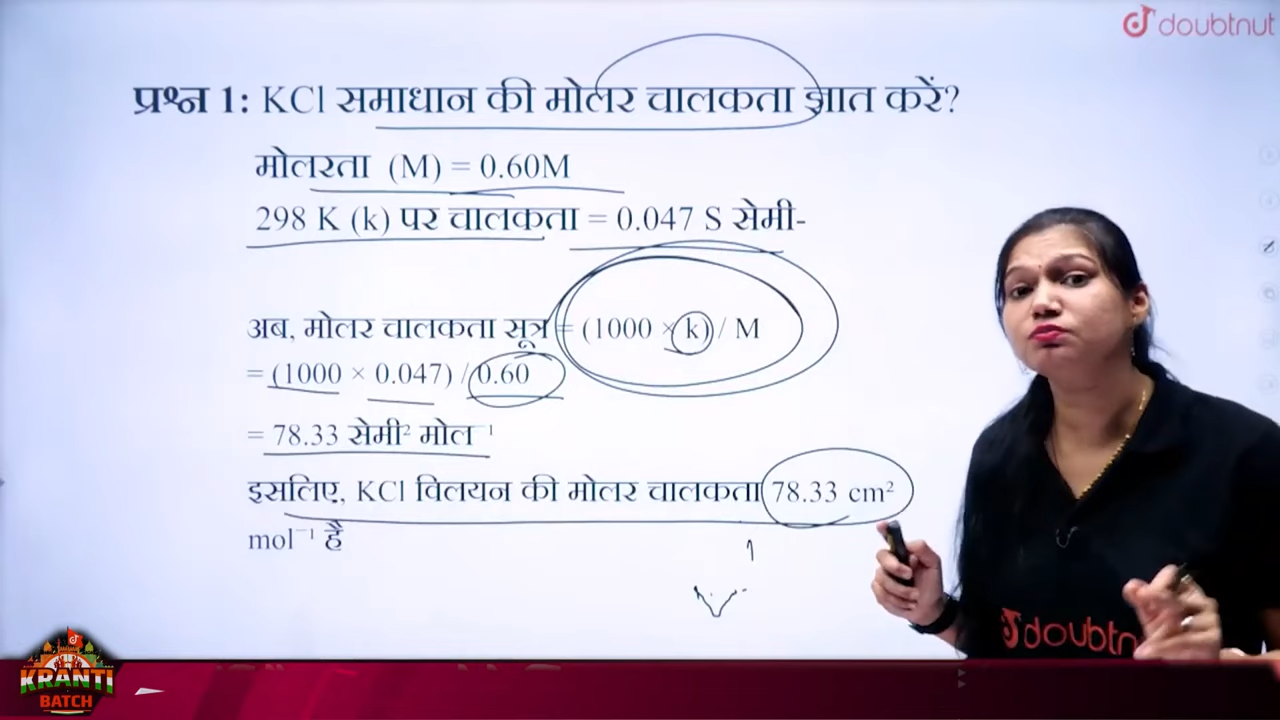 doubtnut
प्रश्न 1: KCl समाधान की मोलर चालकता ज्ञात करें?
मोलरता (M) = 0.60M
298 K (k) पर चालकता = 0.047 S सेमी-
अब, मोलर चालकता सूत्र = (1000 × k) / M
= (1000 × 0.047) / 0.60
= 78.33 सेमी² मोल⁻¹
इसलिए, KCl विलयन की मोलर चालकता 78.33 cm²
mol⁻¹ है
doubtn
KRANTI
BATCH